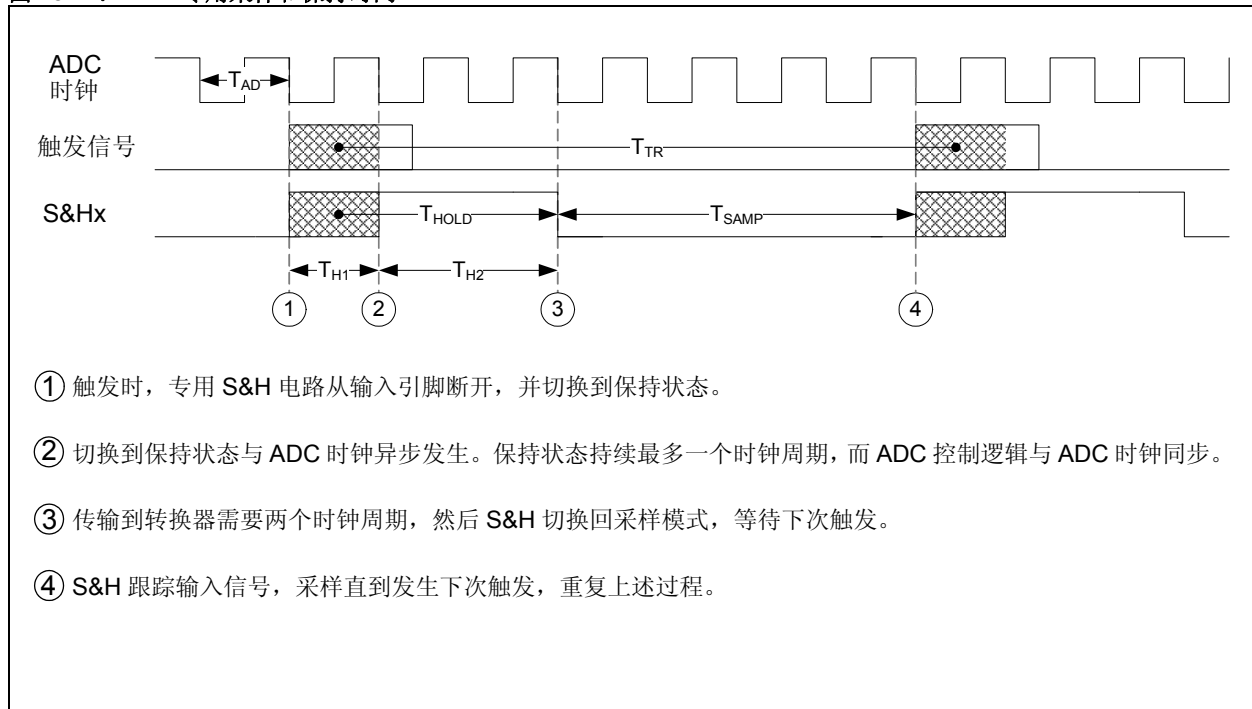 ADC
时钟
TAD
触发信号
TTR
S&Hx
THOLD
TSAMP
TH1
TH2
1
2
3
4
① 触发时，专用 S&H 电路从输入引脚断开，并切换到保持状态。
② 切换到保持状态与 ADC 时钟异步发生。保持状态持续最多一个时钟周期，而 ADC 控制逻辑与 ADC 时钟同步。
③ 传输到转换器需要两个时钟周期，然后 S&H 切换回采样模式，等待下次触发。
④ S&H 跟踪输入信号，采样直到发生下次触发，重复上述过程。